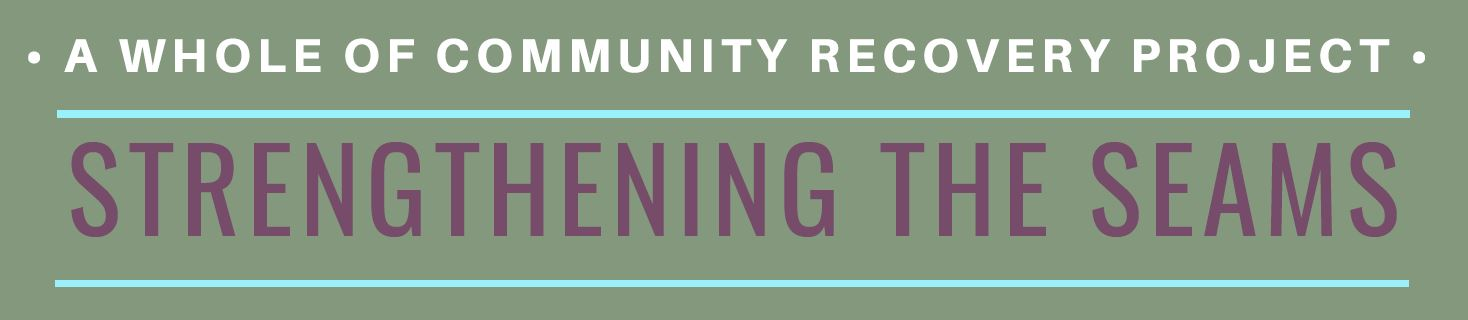 • A WHOLE OF COMMUNITY RECOVERY PROJECT •
STRENGTHENING THE SEAMS